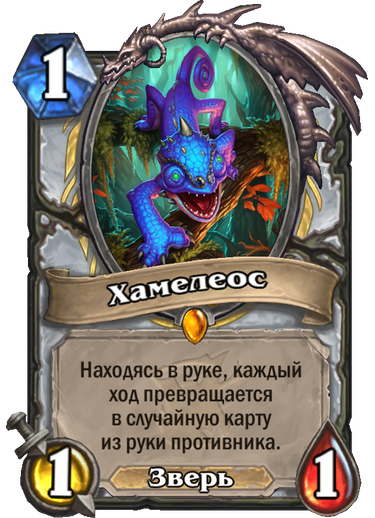 1
Хамелеос
Находясь в руке, каждый
ход превращается
в случайную карту
из руки противника.
1
Зверь
1